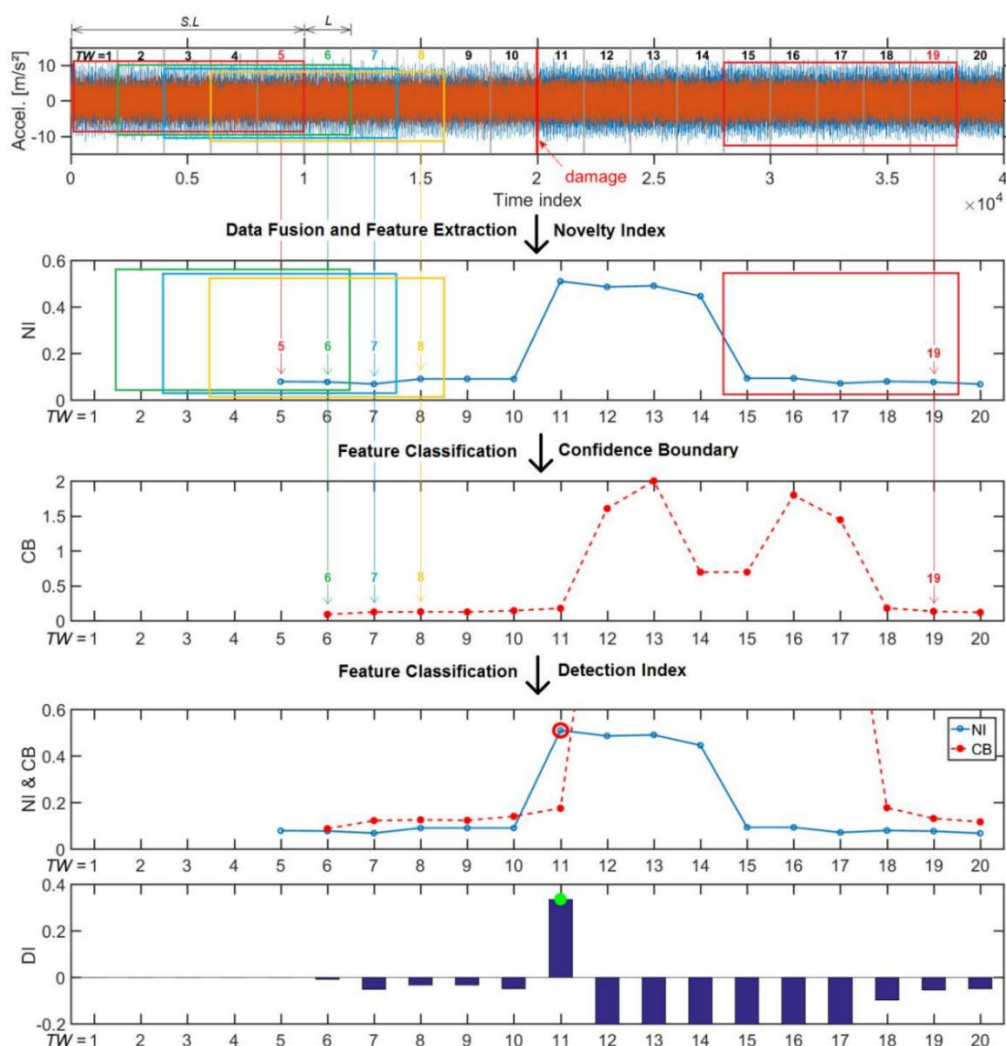 S.L L
TW=1 2 3 4 5 6 7 8 9 10 11 12 13 14 15 16 17 18 19 20
Accel. [m/s²]
10
0
-10
damage
0 0.5 1 1.5 2 2.5 3 3.5 4
Time index
×10⁴
Data Fusion and Feature Extraction Novelty Index
NI
0.6
0.4
0.2
0
5 6 7 8 19
TW = 1 2 3 4 5 6 7 8 9 10 11 12 13 14 15 16 17 18 19 20
Feature Classification Confidence Boundary
CB
2
1.5
1
0.5
0
6 7 8 19
TW = 1 2 3 4 5 6 7 8 9 10 11 12 13 14 15 16 17 18 19 20
Feature Classification Detection Index
NI & CB
0.6
0.4
0.2
0
NI
CB
TW = 1 2 3 4 5 6 7 8 9 10 11 12 13 14 15 16 17 18 19 20
DI
0.4
0.2
0
-0.2
TW = 1 2 3 4 5 6 7 8 9 10 11 12 13 14 15 16 17 18 19 20